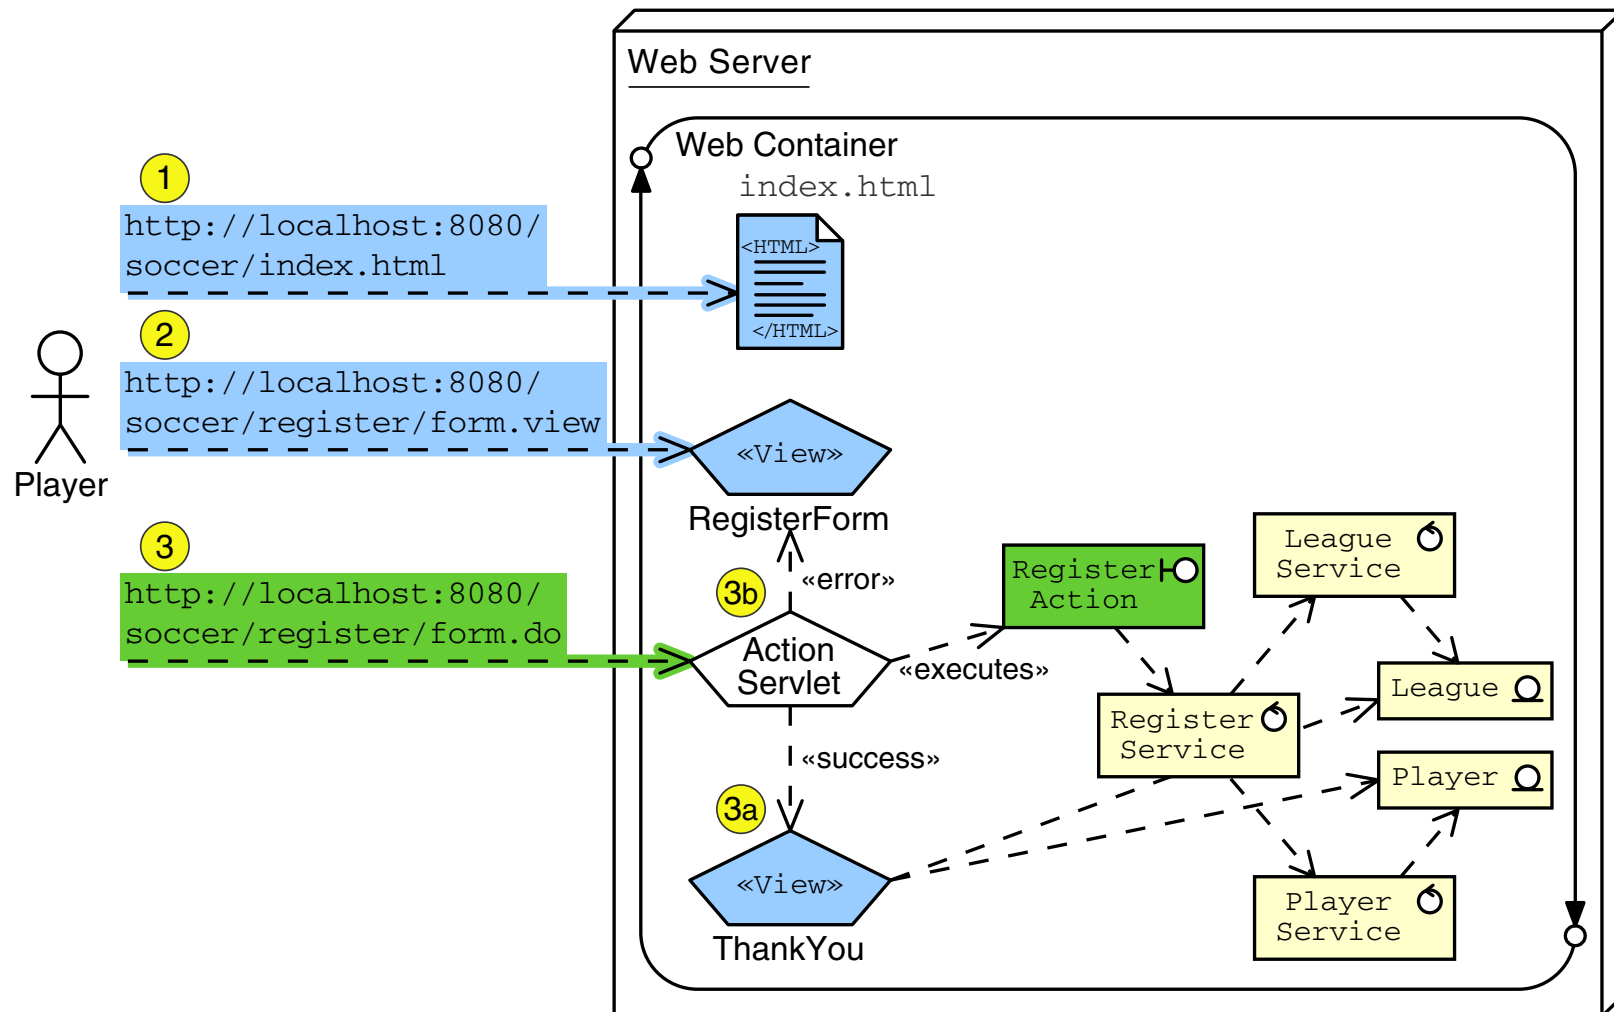 Web Server
Web Container
index.html
<HTML>
</HTML>
1
http://localhost:8080/
soccer/index.html
2
http://localhost:8080/
soccer/register/form.view
Player
«View»
RegisterForm
3
http://localhost:8080/
soccer/register/form.do
3b
«error»
Action
Servlet
«executes»
Register
Action
League
Service
League
Register
Service
Player
Player
Service
«success»
3a
«View»
ThankYou